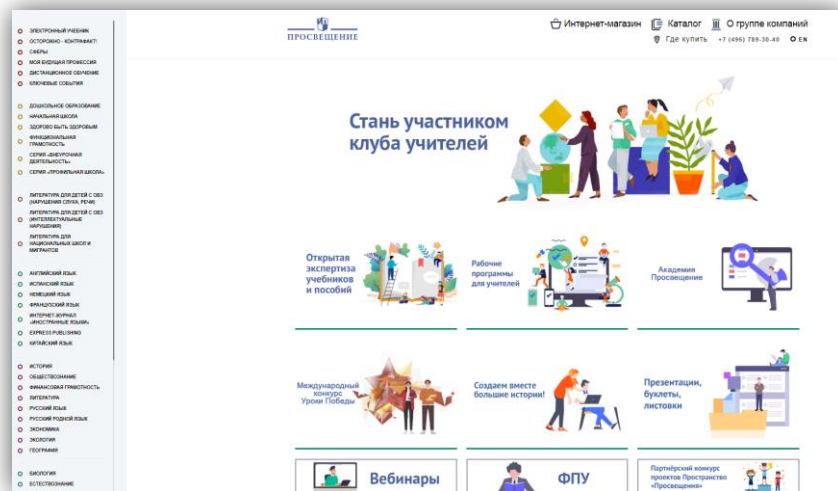 ЭЛЕКТРОННЫЙ УЧЕБНИК
ОСТОРОЖНО - КОНТРАФАКТ!
СФЕРЫ
МОЯ БУДУЩАЯ ПРОФЕССИЯ
ДИСТАНЦИОННОЕ ОБУЧЕНИЕ
КЛЮЧЕВЫЕ СОБЫТИЯ
ДОШКОЛЬНОЕ ОБРАЗОВАНИЕ
НАЧАЛЬНАЯ ШКОЛА
ЗДОРОВО БЫТЬ ЗДОРОВЫМ
ФУНКЦИОНАЛЬНАЯ
ГРАМОТНОСТЬ
СЕРИЯ «ВНЕУРОЧНАЯ
ДЕЯТЕЛЬНОСТЬ»
СЕРИЯ «ПРОФИЛЬНАЯ ШКОЛА»
ЛИТЕРАТУРА ДЛЯ ДЕТЕЙ С ОВЗ
(НАРУШЕНИЯ СЛУХА, РЕЧИ)
ЛИТЕРАТУРА ДЛЯ ДЕТЕЙ С ОВЗ
(ИНТЕЛЛЕКТУАЛЬНЫЕ
НАРУШЕНИЯ)
ЛИТЕРАТУРА ДЛЯ
НАЦИОНАЛЬНЫХ ШКОЛ И
МИГРАНТОВ
АНГЛИЙСКИЙ ЯЗЫК
ИСПАНСКИЙ ЯЗЫК
НЕМЕЦКИЙ ЯЗЫК
ФРАНЦУЗСКИЙ ЯЗЫК
ИНТЕРНЕТ-ЖУРНАЛ
«ИНОСТРАННЫЕ ЯЗЫКИ»
EXPRESS PUBLISHING
КИТАЙСКИЙ ЯЗЫК
ИСТОРИЯ
ОБЩЕСТВОЗНАНИЕ
ФИНАНСОВАЯ ГРАМОТНОСТЬ
ЛИТЕРАТУРА
РУССКИЙ ЯЗЫК
РУССКИЙ РОДНОЙ ЯЗЫК
ЭКОНОМИКА
ЭКОЛОГИЯ
ГЕОГРАФИЯ
БИОЛОГИЯ
ЕСТЕСТВОЗНАНИЕ
ПРОСВЕЩЕНИЕ
Интернет-магазин Каталог О группе компаний
Где купить +7 (495) 789-30-40 EN
Стань участником
клуба учителей
Открытая
экспертиза
учебников
и пособий
Рабочие
программы
для учителей
Академия
Просвещение
Международный
конкурс
Уроки Победы
Создаем вместе
большие истории!
Презентации,
буклеты,
листовки
Вебинары
ФПУ
Партнёрский конкурс
проектов Пространство
«Просвещения»